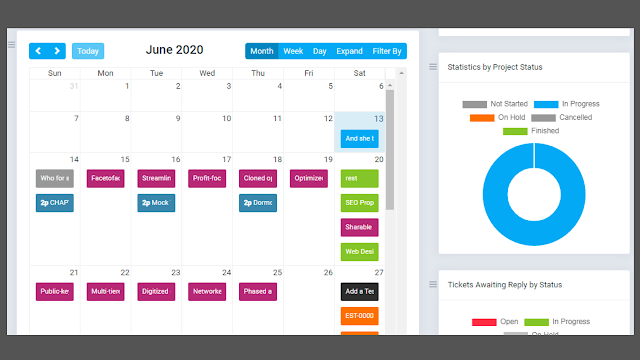 Today
June 2020
Month Week Day Expand Filter By
Sun Mon Tue Wed Thu Fri Sat
31 1 2 3 4 5 6
7 8 9 10 11 12 13
And she t
14 15 16 17 18 19 20
Who for s Facetofac Streamlin Profit-foc Cloned op Optimize rest
2p CHAP 2p Mock 2p Dorm SEO Prop
Sharable
Web Desi
21 22 23 24 25 26 27
Public-ke Multi-tiere Digitized Networke Phased a Add a Tes
EST-0000
Statistics by Project Status
Not Started In Progress
On Hold Cancelled
Finished
Tickets Awaiting Reply by Status
Open In Progress
On Hold